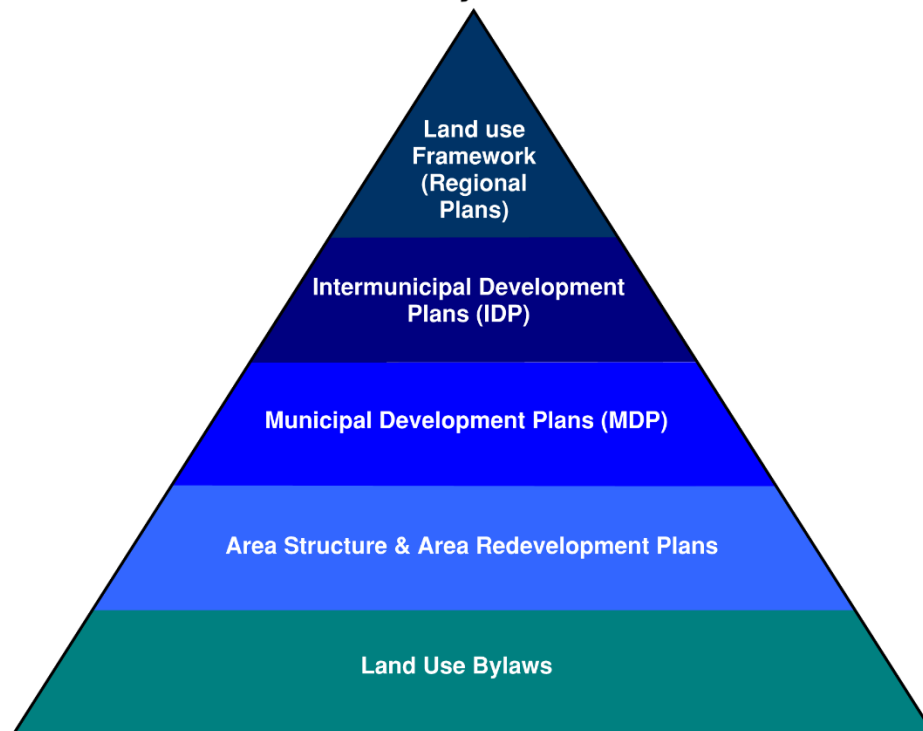 Land use
Framework
(Regional
Plans)
Intermunicipal Development
Plans (IDP)
Municipal Development Plans (MDP)
Area Structure & Area Redevelopment Plans
Land Use Bylaws